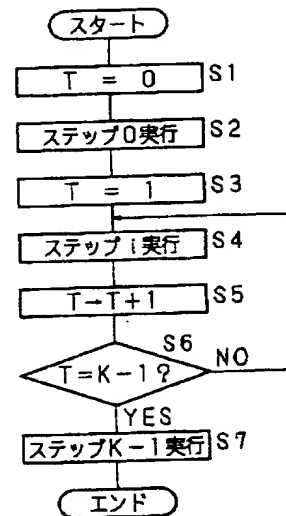 スタート
T = 0 S1
ステップ0実行 S2
T = 1 S3
ステップi実行 S4
T→T+1 S5
S6
T=K-1? NO
YES
ステップK-1実行 S7
エンド